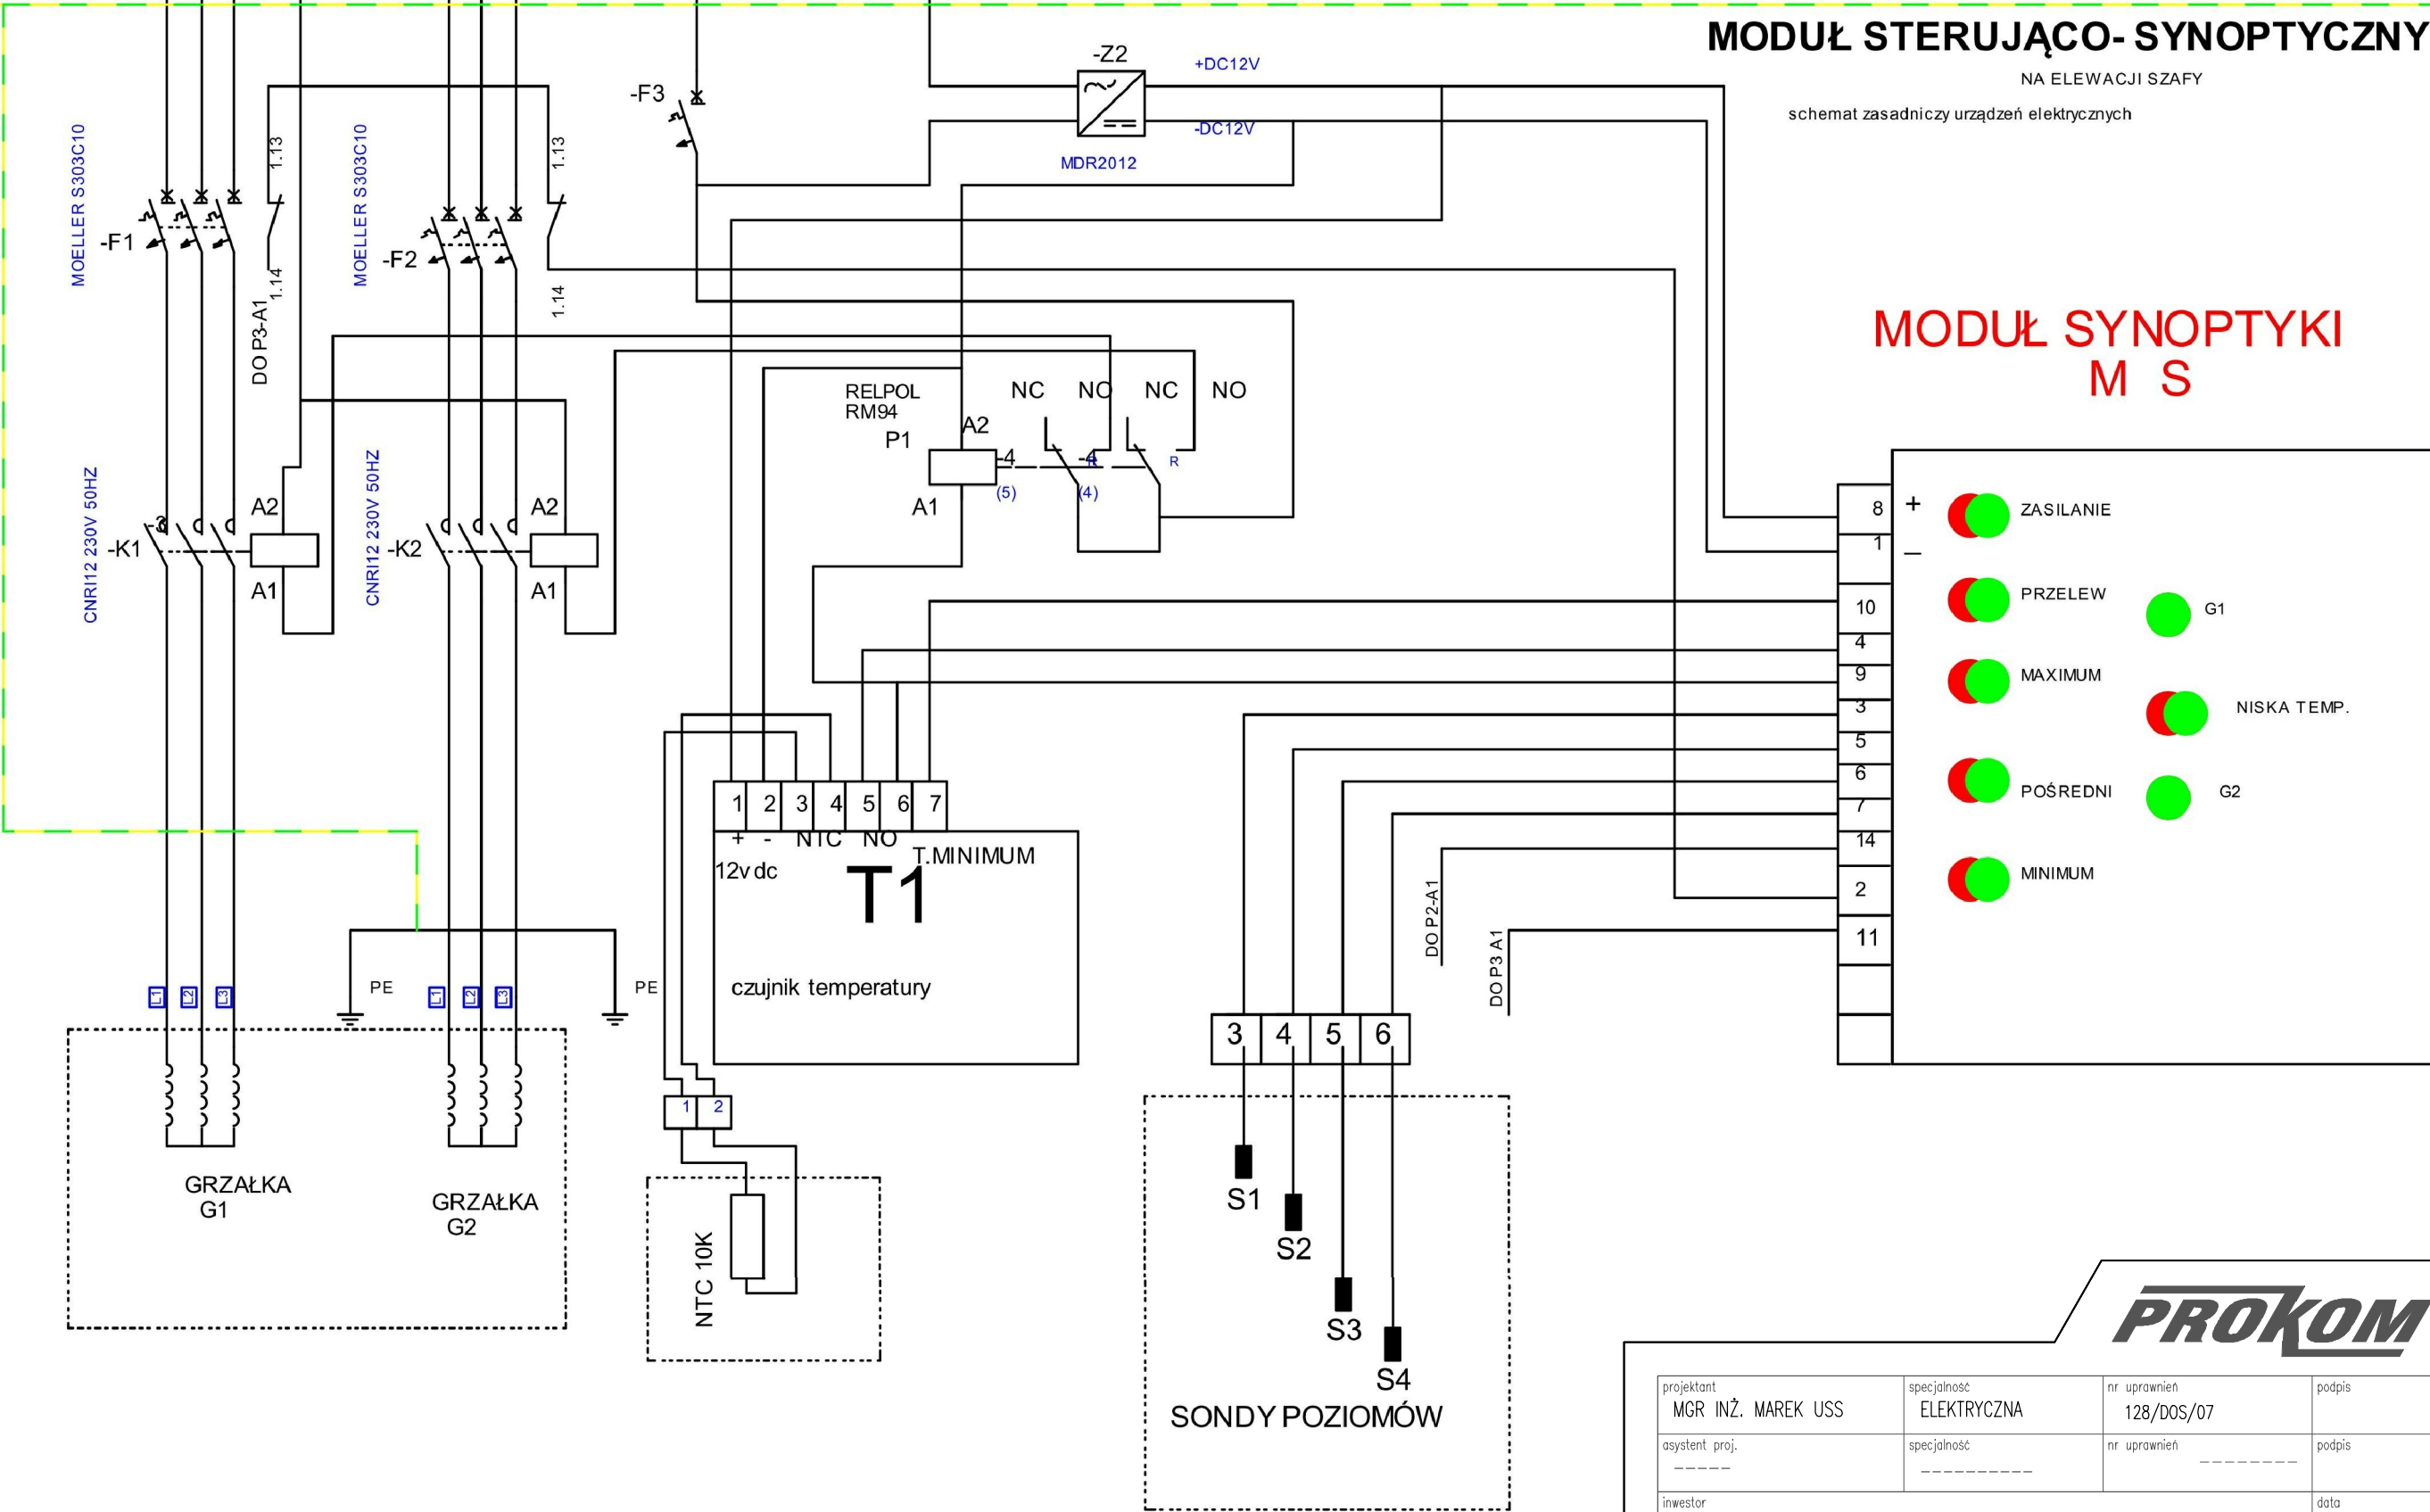 MODUŁ STERUJĄCO- SYNOPTYCZNY
NA ELEWACJI SZAFY
schemat zasadniczy urządzeń elektrycznych
-Z2
+DC12V
-DC12V
MDR2012
-F3
MOELLER S303C10
-F1
1.13
1.14
DO P3-A1
MOELLER S303C10
-F2
1.13
1.14
MODUŁ SYNOPTYKI
M S
RELPOL
RM94
P1
A2
A1
NC
NO
NC
NO
-4
(5)
-4
R
(4)
R
CNRI12 230V 50HZ
-K1
-3
A2
A1
CNRI12 230V 50HZ
-K2
A2
A1
8
+
ZASILANIE
1
–
10
PRZELEW
G1
4
9
MAXIMUM
3
NISKA TEMP.
5
6
POŚREDNI
G2
7
14
MINIMUM
2
11
DO P2-A1
DO P3 A1
1 2 3 4 5 6 7
+ - NTC NO
T.MINIMUM
12v dc
T1
czujnik temperatury
PE
PE
L1 L2 L3
L1 L2 L3
GRZAŁKA
G1
GRZAŁKA
G2
1 2
NTC 10K
3 4 5 6
S1
S2
S3
S4
SONDY POZIOMÓW
PROKOM
projektant
MGR INŻ. MAREK USS
specjalność
ELEKTRYCZNA
nr uprawnień
128/DOS/07
podpis
asystent proj.
-----
specjalność
----------
nr uprawnień
--------
podpis
inwestor
data